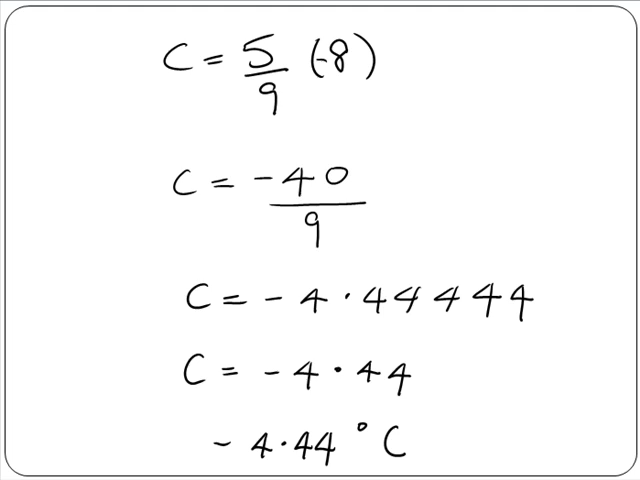 C = 5/9 (-8)
C = -40/9
C = -4.44444
C = -4.44
-4.44 °C